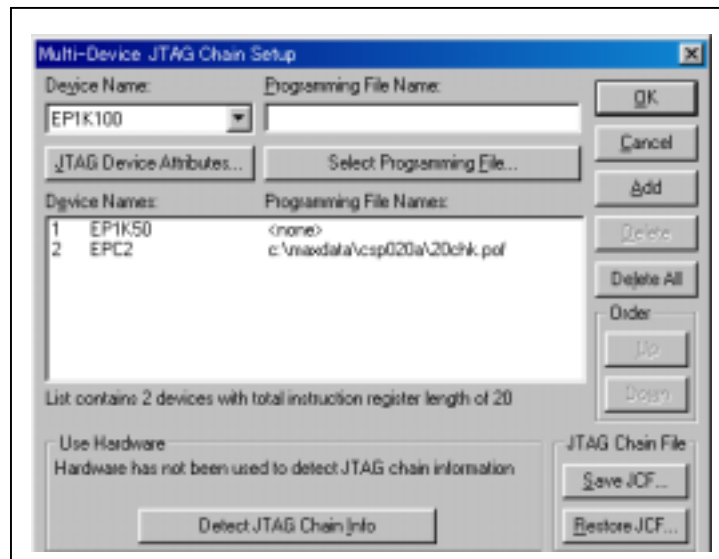 Multi-Device JTAG Chain Setup
Device Name:
Programming File Name:
EP1K100
OK
Cancel
JTAG Device Attributes...
Select Programming File...
Add
Device Names:
Programming File Names:
Delete
1 EP1K50 <none>
2 EPC2 c:\maxdata\csp020a\20chk.pof
Delete All
Order
Up
Down
List contains 2 devices with total instruction register length of 20
Use Hardware
Hardware has not been used to detect JTAG chain information
Detect JTAG Chain Info
JTAG Chain File
Save JCF...
Restore JCF...